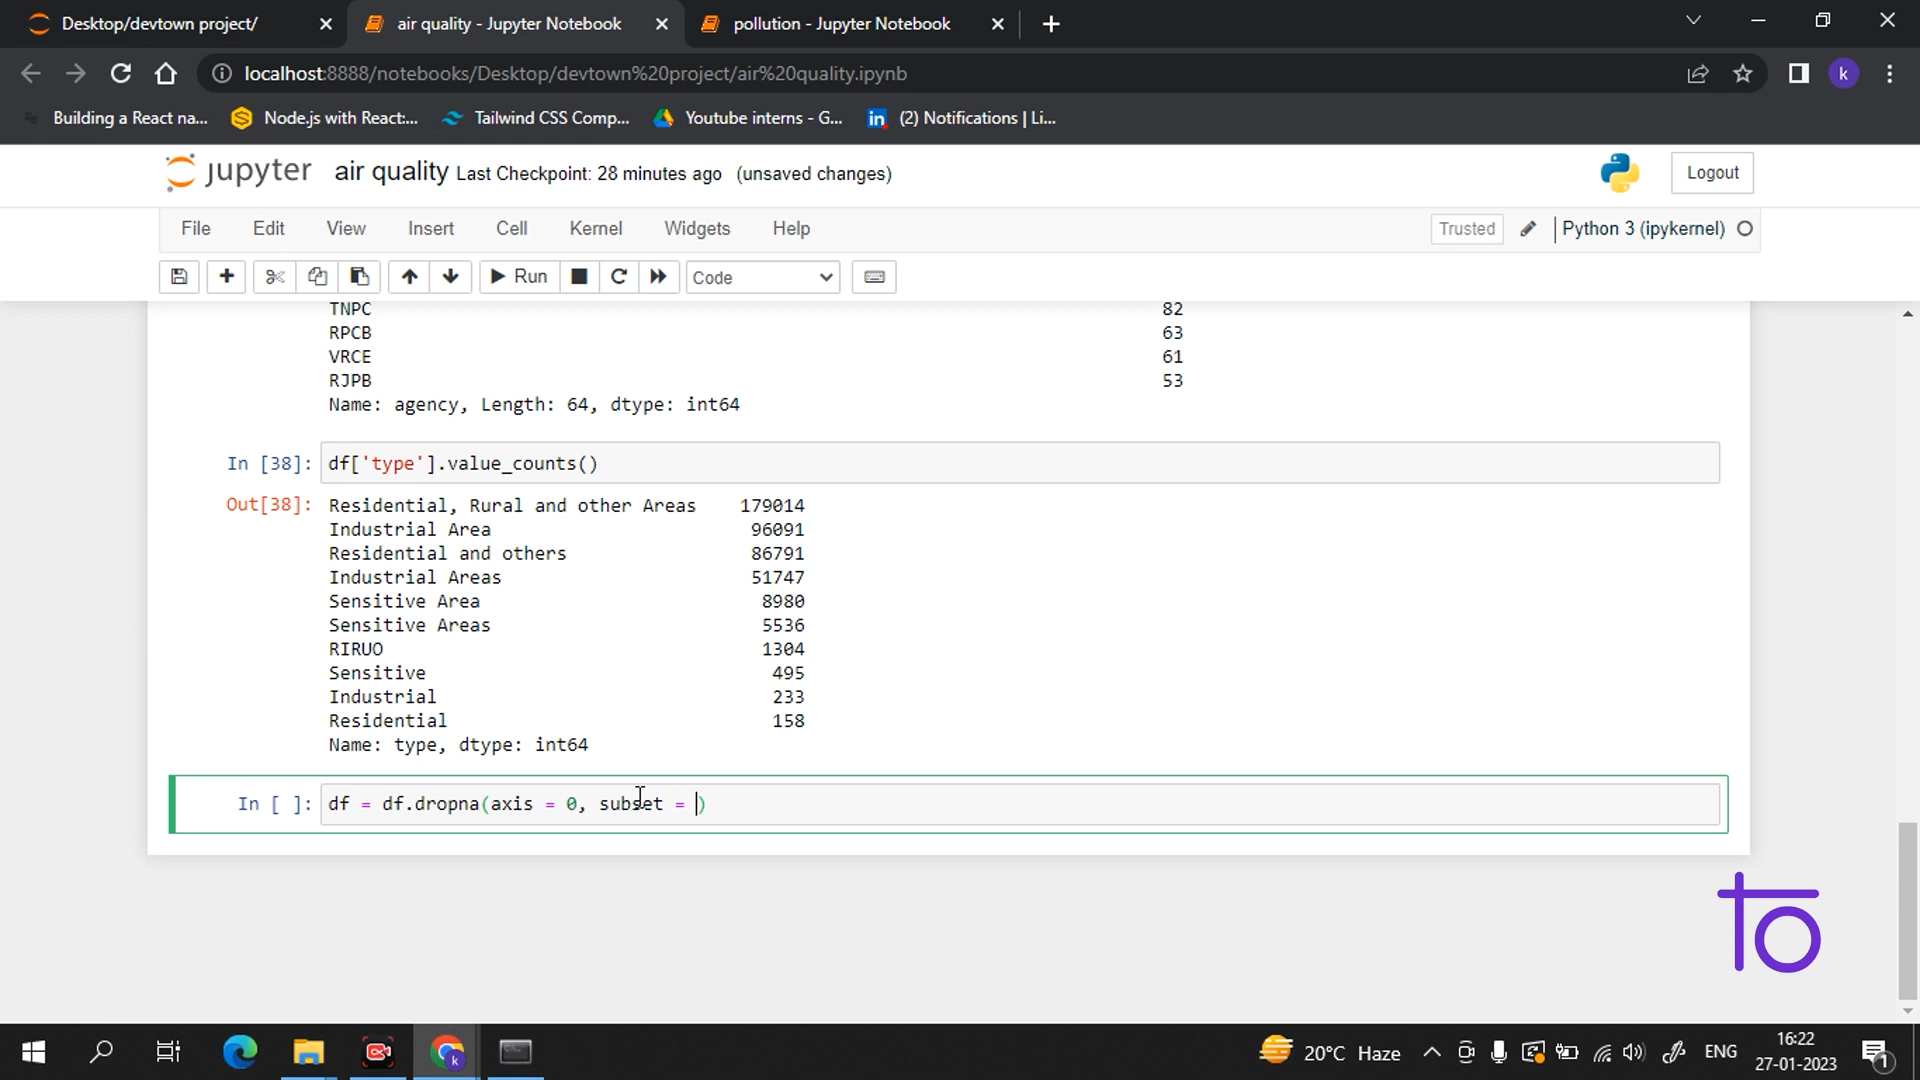 Desktop/devtown project/
air quality - Jupyter Notebook
pollution - Jupyter Notebook
localhost:8888/notebooks/Desktop/devtown%20project/air%20quality.ipynb
k
Building a React na...
Node.js with React:...
Tailwind CSS Comp...
Youtube interns - G...
(2) Notifications | Li...
jupyter air quality Last Checkpoint: 28 minutes ago (unsaved changes)
Logout
File Edit View Insert Cell Kernel Widgets Help
Trusted
Python 3 (ipykernel)
Run
Code
TNPC 82
RPCB 63
VRCE 61
RJPB 53
Name: agency, Length: 64, dtype: int64
In [38]: df['type'].value_counts()
Out[38]: Residential, Rural and other Areas 179014
Industrial Area 96091
Residential and others 86791
Industrial Areas 51747
Sensitive Area 8980
Sensitive Areas 5536
RIRUO 1304
Sensitive 495
Industrial 233
Residential 158
Name: type, dtype: int64
In [ ]: df = df.dropna(axis = 0, subset = )
20°C Haze
ENG
16:22
27-01-2023
1
k